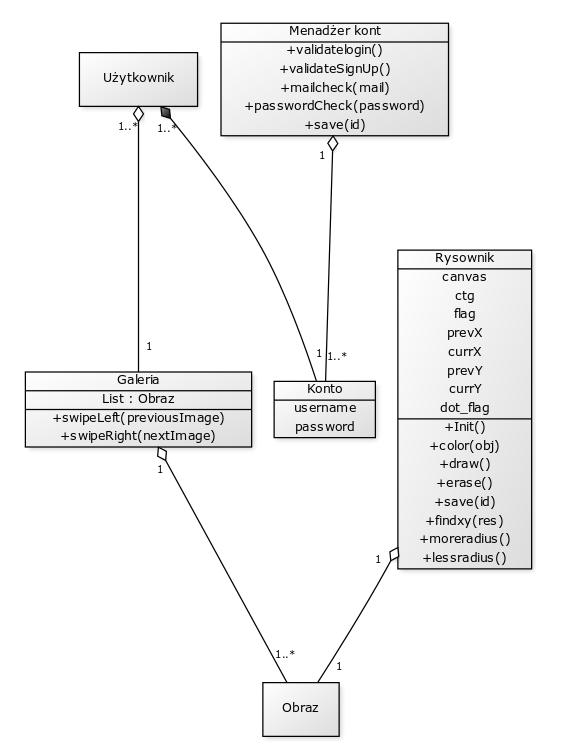 Menadżer kont
+validatelogin()
+validateSignUp()
+mailcheck(mail)
+passwordCheck(password)
+save(id)
Użytkownik
1..*
1..*
1
Rysownik
canvas
ctg
flag
prevX
currX
prevY
currY
dot_flag
+Init()
+color(obj)
+draw()
+erase()
+save(id)
+findxy(res)
+moreradius()
+lessradius()
1
1
1..*
Galeria
List : Obraz
+swipeLeft(previousImage)
+swipeRight(nextImage)
Konto
username
password
1
1
1..*
1
Obraz